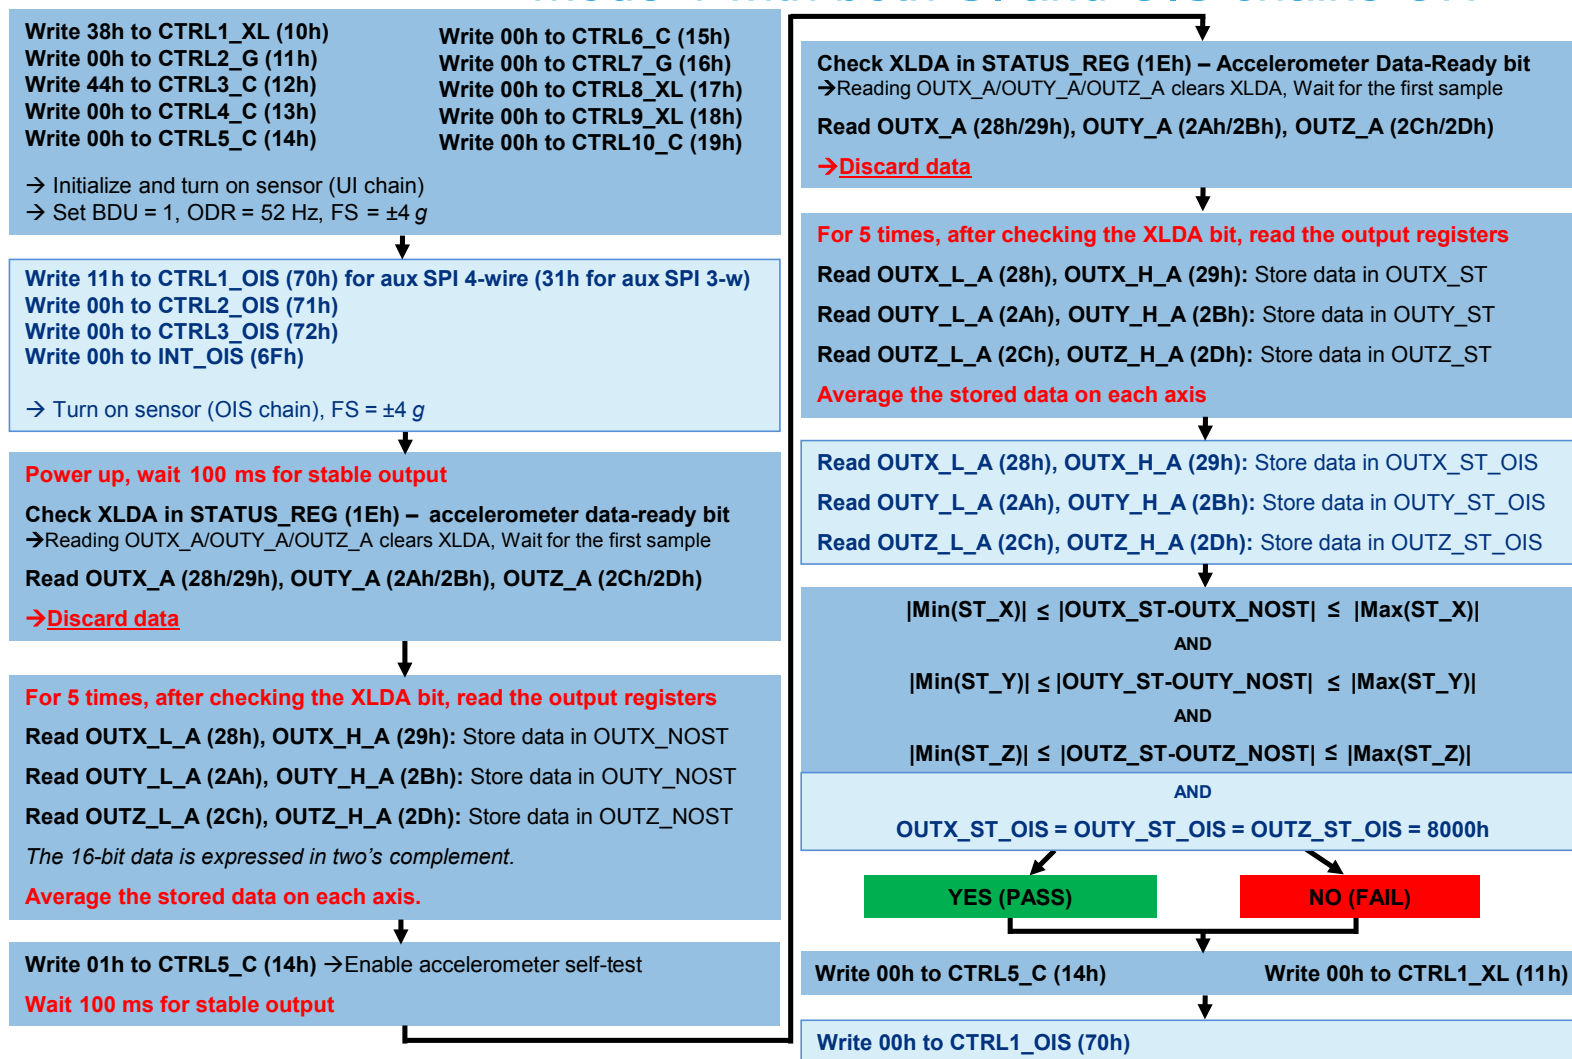 mode 4 with both UI and OIS chains ON
Write 38h to CTRL1_XL (10h)
Write 00h to CTRL2_G (11h)
Write 44h to CTRL3_C (12h)
Write 00h to CTRL4_C (13h)
Write 00h to CTRL5_C (14h)
Write 00h to CTRL6_C (15h)
Write 00h to CTRL7_G (16h)
Write 00h to CTRL8_XL (17h)
Write 00h to CTRL9_XL (18h)
Write 00h to CTRL10_C (19h)
→ Initialize and turn on sensor (UI chain)
→ Set BDU = 1, ODR = 52 Hz, FS = ±4 g
Write 11h to CTRL1_OIS (70h) for aux SPI 4-wire (31h for aux SPI 3-w)
Write 00h to CTRL2_OIS (71h)
Write 00h to CTRL3_OIS (72h)
Write 00h to INT_OIS (6Fh)
→ Turn on sensor (OIS chain), FS = ±4 g
Power up, wait 100 ms for stable output
Check XLDA in STATUS_REG (1Eh) – accelerometer data-ready bit
→Reading OUTX_A/OUTY_A/OUTZ_A clears XLDA, Wait for the first sample
Read OUTX_A (28h/29h), OUTY_A (2Ah/2Bh), OUTZ_A (2Ch/2Dh)
→Discard data
For 5 times, after checking the XLDA bit, read the output registers
Read OUTX_L_A (28h), OUTX_H_A (29h): Store data in OUTX_NOST
Read OUTY_L_A (2Ah), OUTY_H_A (2Bh): Store data in OUTY_NOST
Read OUTZ_L_A (2Ch), OUTZ_H_A (2Dh): Store data in OUTZ_NOST
The 16-bit data is expressed in two's complement.
Average the stored data on each axis.
Write 01h to CTRL5_C (14h) →Enable accelerometer self-test
Wait 100 ms for stable output
Check XLDA in STATUS_REG (1Eh) – Accelerometer Data-Ready bit
→Reading OUTX_A/OUTY_A/OUTZ_A clears XLDA, Wait for the first sample
Read OUTX_A (28h/29h), OUTY_A (2Ah/2Bh), OUTZ_A (2Ch/2Dh)
→Discard data
For 5 times, after checking the XLDA bit, read the output registers
Read OUTX_L_A (28h), OUTX_H_A (29h): Store data in OUTX_ST
Read OUTY_L_A (2Ah), OUTY_H_A (2Bh): Store data in OUTY_ST
Read OUTZ_L_A (2Ch), OUTZ_H_A (2Dh): Store data in OUTZ_ST
Average the stored data on each axis
Read OUTX_L_A (28h), OUTX_H_A (29h): Store data in OUTX_ST_OIS
Read OUTY_L_A (2Ah), OUTY_H_A (2Bh): Store data in OUTY_ST_OIS
Read OUTZ_L_A (2Ch), OUTZ_H_A (2Dh): Store data in OUTZ_ST_OIS
|Min(ST_X)| ≤ |OUTX_ST-OUTX_NOST| ≤ |Max(ST_X)|
AND
|Min(ST_Y)| ≤ |OUTY_ST-OUTY_NOST| ≤ |Max(ST_Y)|
AND
|Min(ST_Z)| ≤ |OUTZ_ST-OUTZ_NOST| ≤ |Max(ST_Z)|
AND
OUTX_ST_OIS = OUTY_ST_OIS = OUTZ_ST_OIS = 8000h
YES (PASS)
NO (FAIL)
Write 00h to CTRL5_C (14h)
Write 00h to CTRL1_XL (11h)
Write 00h to CTRL1_OIS (70h)